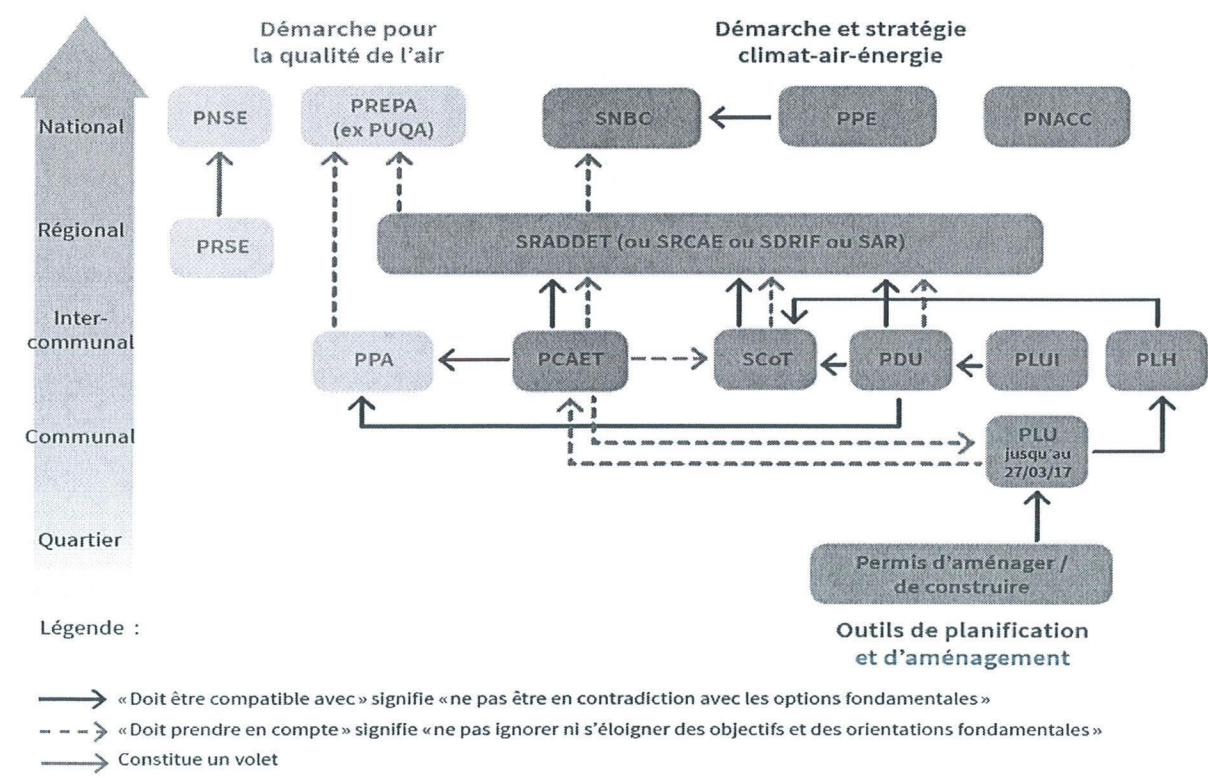 Démarche pour
la qualité de l'air
Démarche et stratégie
climat-air-énergie
National
PNSE
PREPA
(ex PUQA)
SNBC
PPE
PNACC
Régional
PRSE
SRADDET (ou SRCAE ou SDRIF ou SAR)
Inter-
communal
PPA
PCAET
SCoT
PDU
PLUI
PLH
Communal
PLU
jusqu'au
27/03/17
Quartier
Permis d'aménager /
de construire
Légende :
Outils de planification
et d'aménagement
«Doit être compatible avec» signifie «ne pas être en contradiction avec les options fondamentales»
«Doit prendre en compte» signifie «ne pas ignorer ni s'éloigner des objectifs et des orientations fondamentales»
Constitue un volet